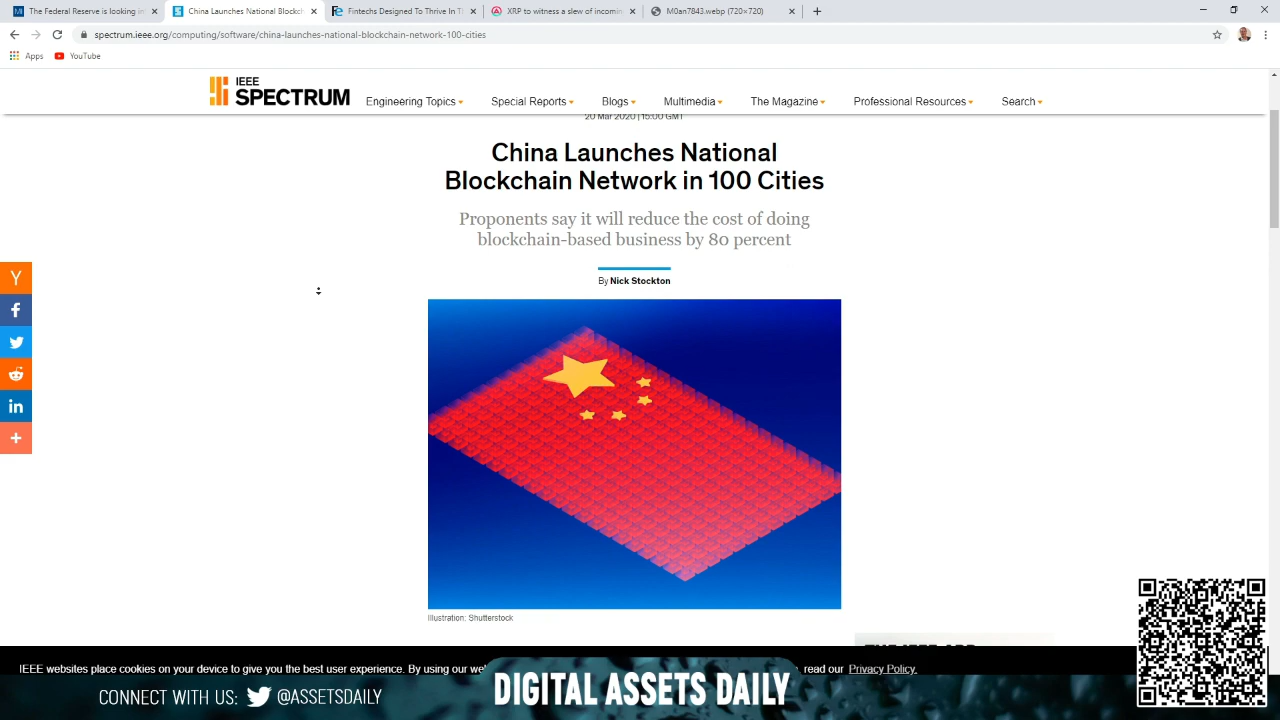 The Federal Reserve is looking in
China Launches National Blockch
Fintechs Designed To Thrive In Th
XRP to witness a slew of incomin
M0an7843.webp (720×720)
spectrum.ieee.org/computing/software/china-launches-national-blockchain-network-100-cities
Apps
YouTube
IEEE
SPECTRUM
Engineering Topics
Special Reports
Blogs
Multimedia
The Magazine
Professional Resources
Search
20 Mar 2020 | 15:00 GMT
China Launches National
Blockchain Network in 100 Cities
Proponents say it will reduce the cost of doing
blockchain-based business by 80 percent
By Nick Stockton
Illustration: Shutterstock
IEEE websites place cookies on your device to give you the best user experience. By using our we
, read our Privacy Policy.
CONNECT WITH US: @ASSETSDAILY
DIGITAL ASSETS DAILY